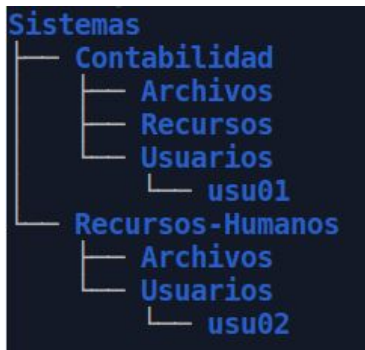 Sistemas
Contabilidad
Archivos
Recursos
Usuarios
usu01
Recursos-Humanos
Archivos
Usuarios
usu02